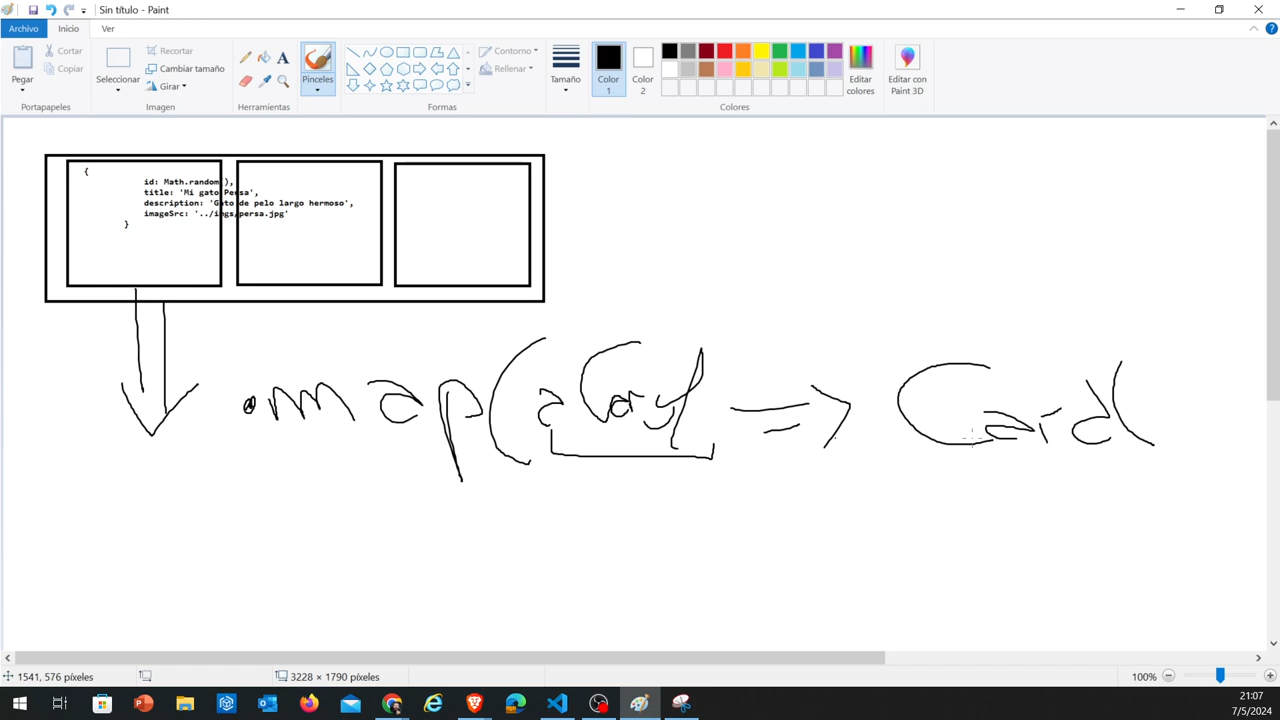 Sin título - Paint
Archivo Inicio Ver
Pegar
Cortar
Copiar
Portapapeles
Seleccionar
Recortar
Cambiar tamaño
Girar
Imagen
A
Herramientas
Pinceles
Contorno
Rellenar
Formas
Tamaño
Color 1
Color 2
Editar colores
Editar con Paint 3D
Colores
{
id: Math.random(),
title: 'Mi gato Persa',
description: 'Gato de pelo largo hermoso',
imageSrc: '../imgs/persa.jpg'
}
.map( => Card
1541, 576 píxeles
3228 × 1790 píxeles
100%
21:07
7/5/2024